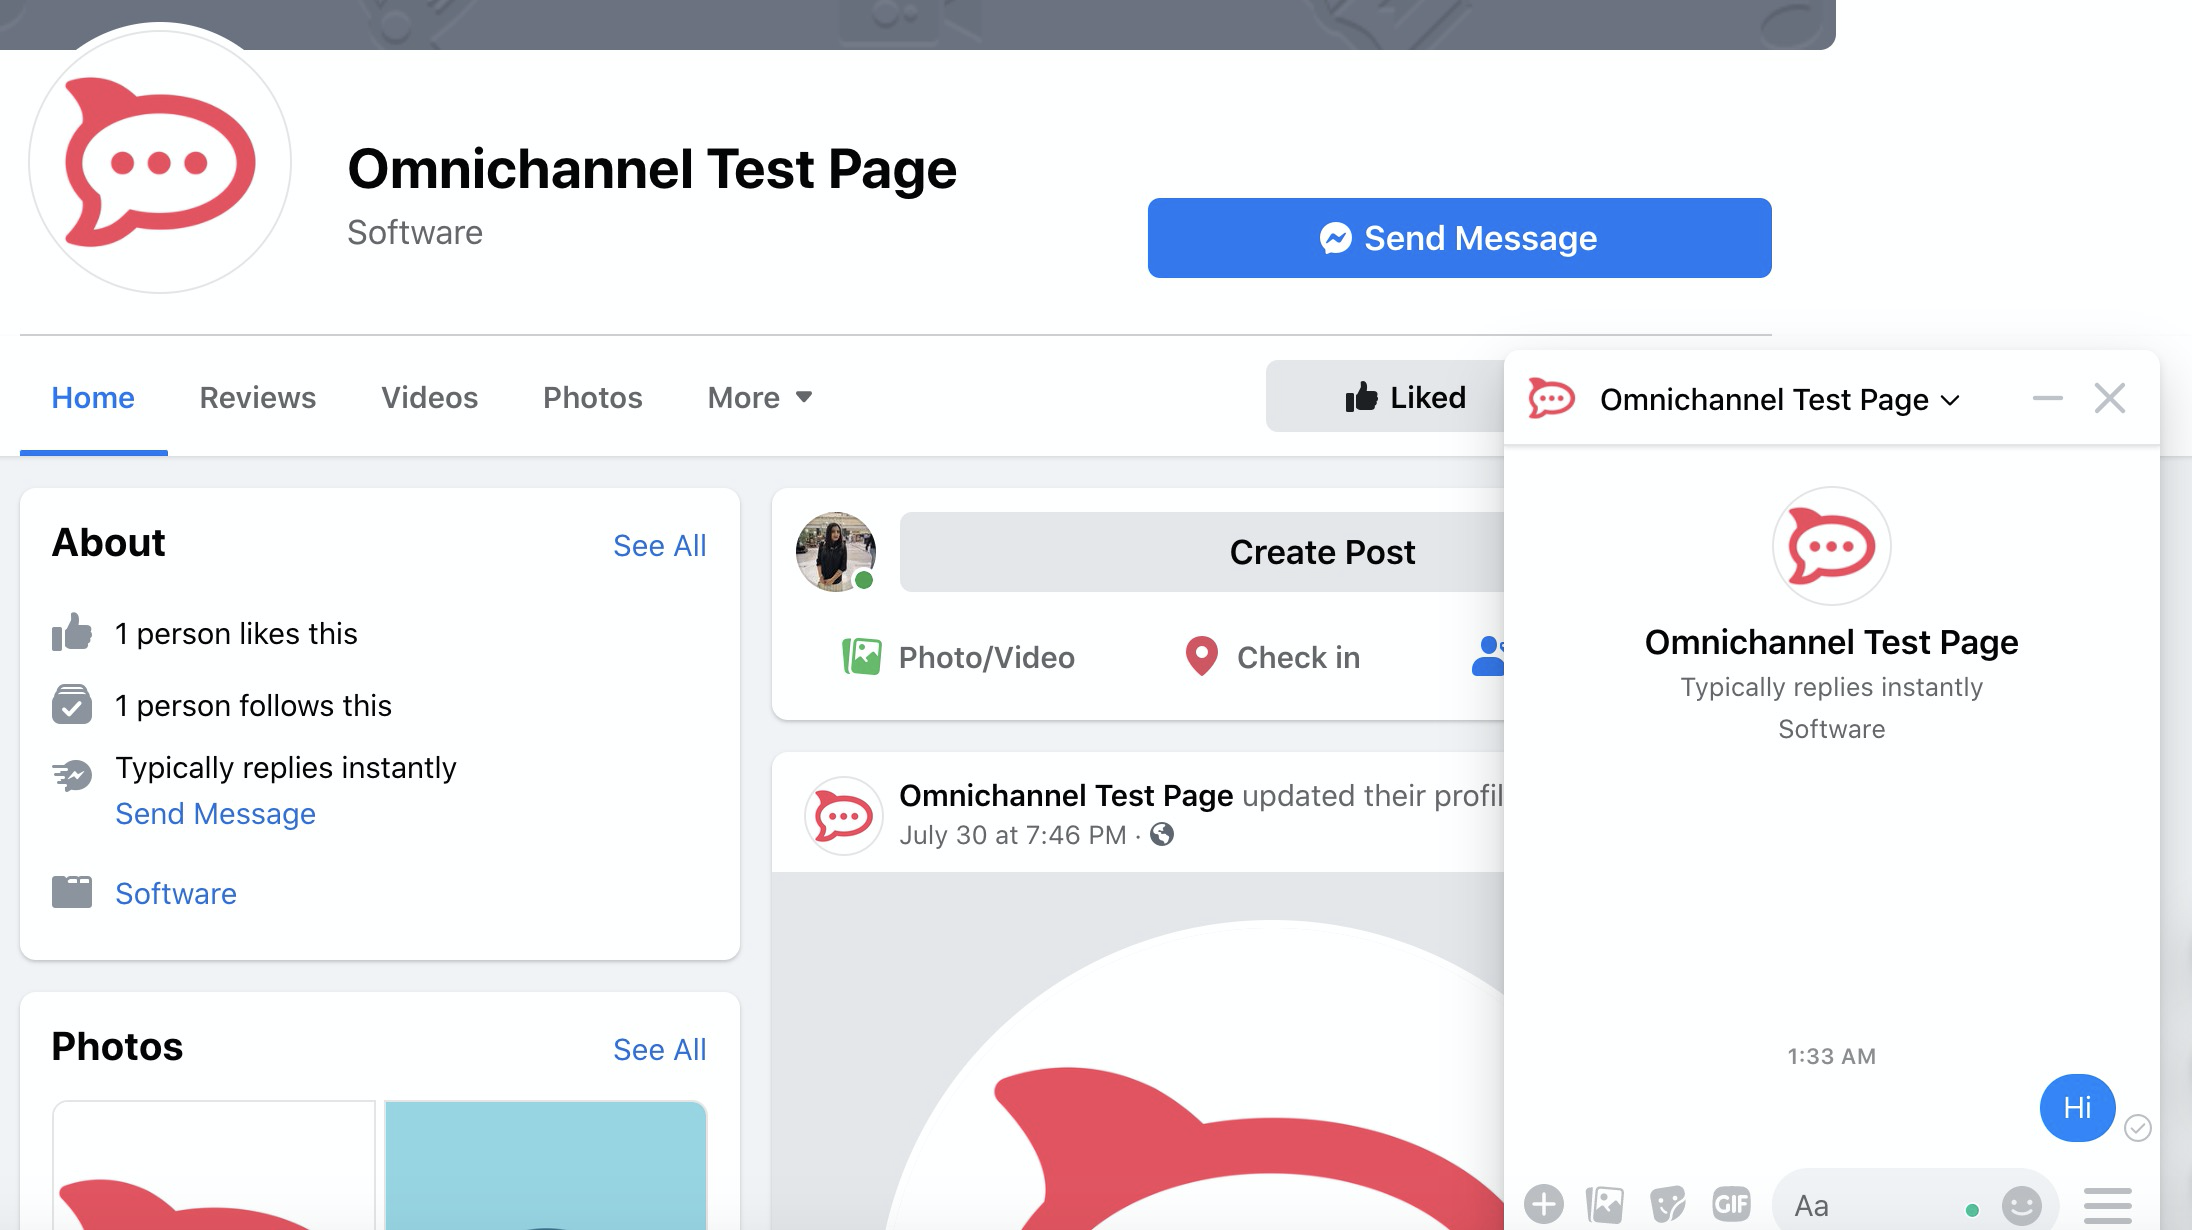 Omnichannel Test Page
Software
Send Message
Home
Reviews
Videos
Photos
More
Liked
About
See All
1 person likes this
1 person follows this
Typically replies instantly
Send Message
Software
Photos
See All
Create Post
Photo/Video
Check in
Omnichannel Test Page updated their profil
July 30 at 7:46 PM ·
Omnichannel Test Page
Omnichannel Test Page
Typically replies instantly
Software
1:33 AM
Hi
GIF
Aa